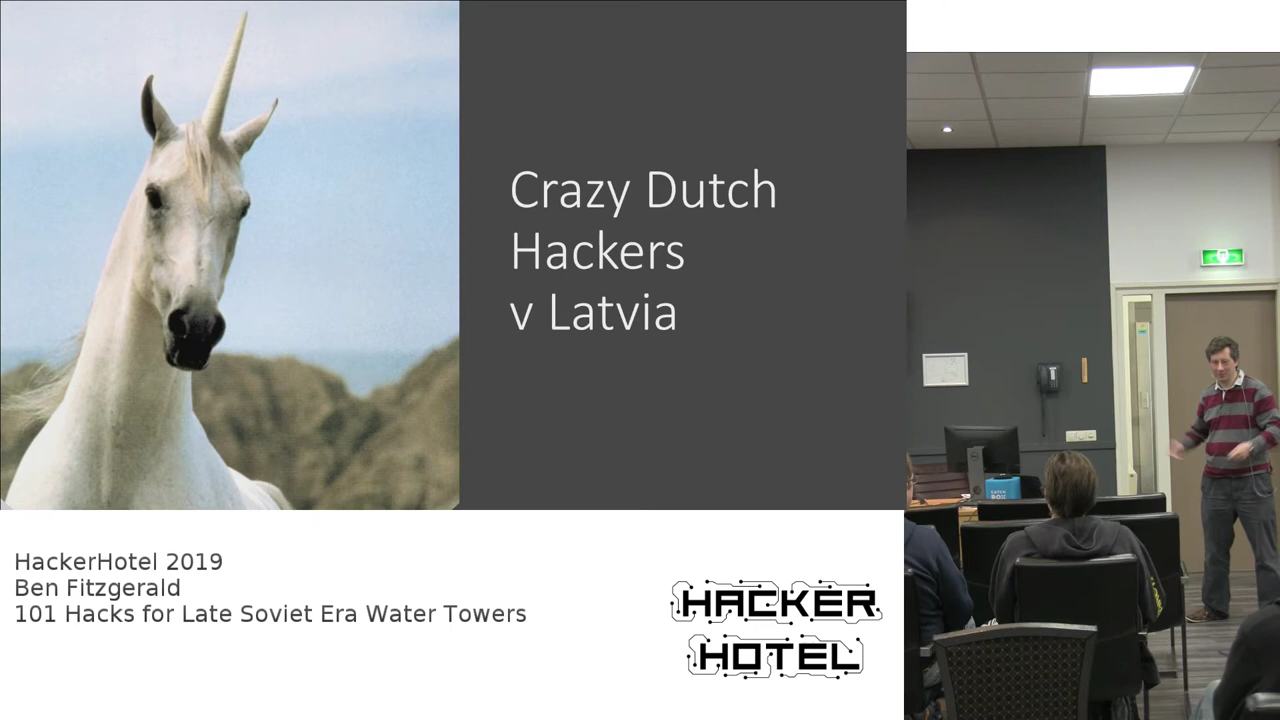 Crazy Dutch
Hackers
v Latvia
HackerHotel 2019
Ben Fitzgerald
101 Hacks for Late Soviet Era Water Towers
HACKER
HOTEL